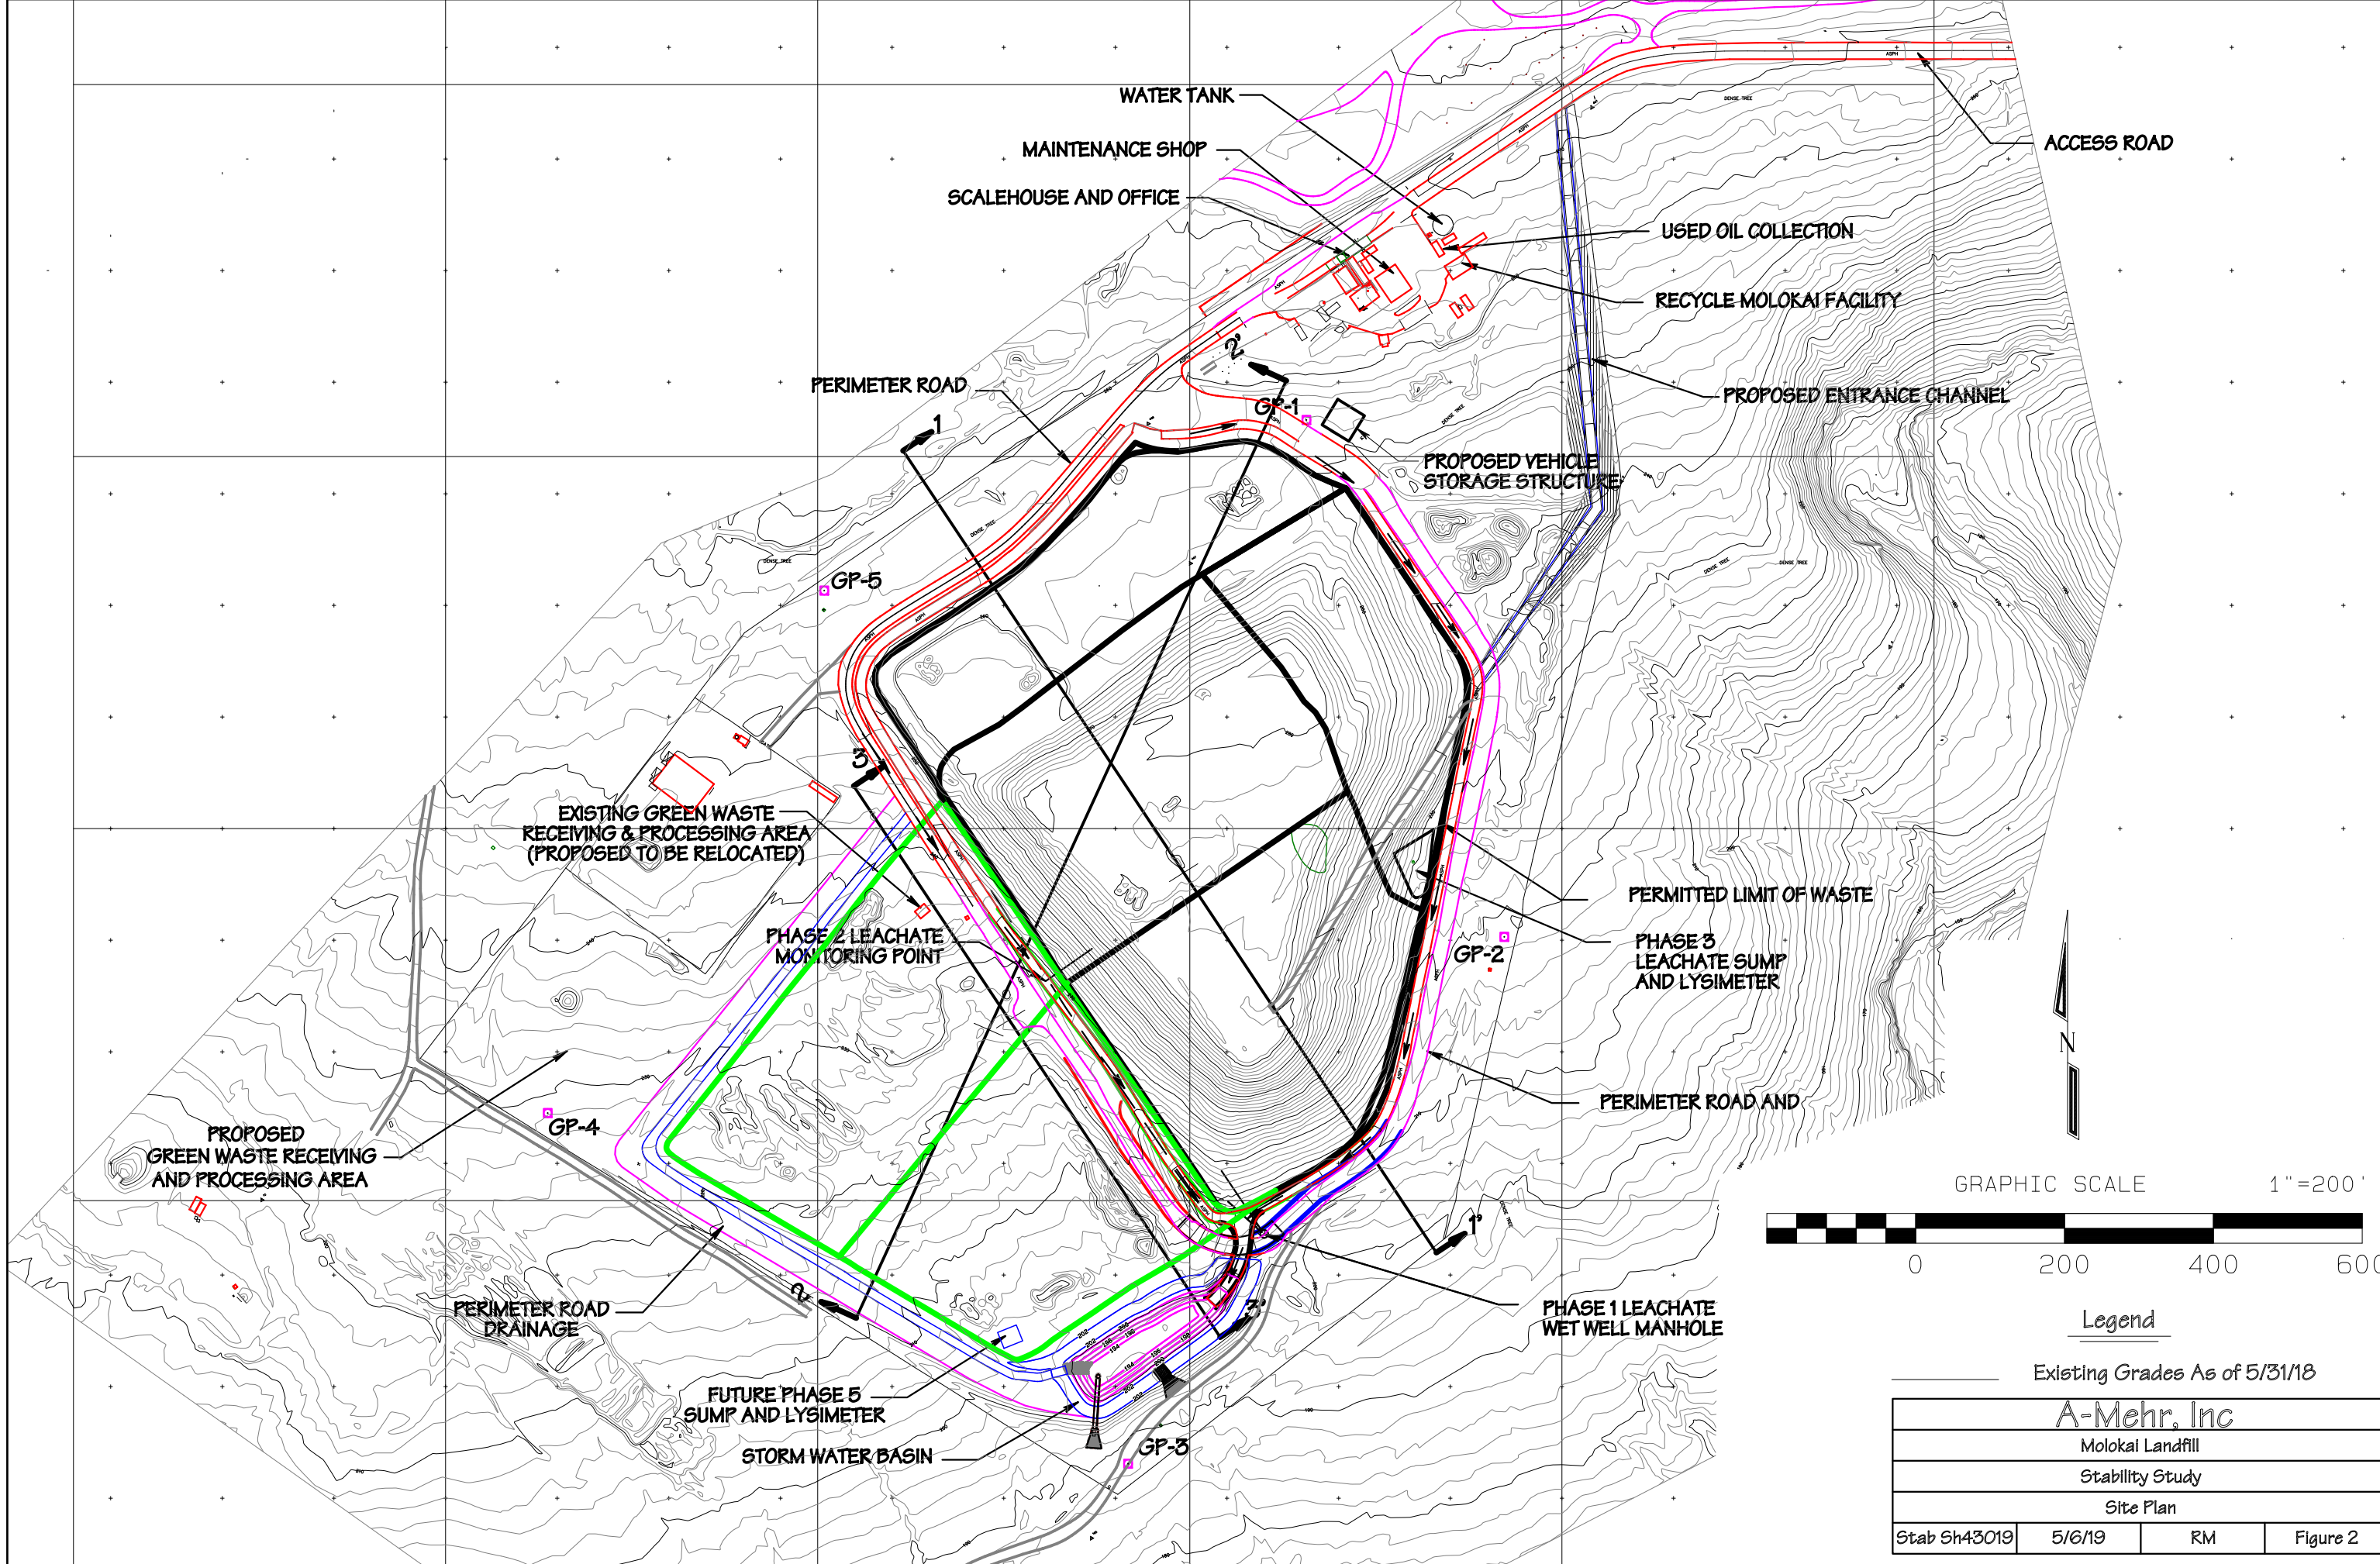 WATER TANK
MAINTENANCE SHOP
SCALEHOUSE AND OFFICE
ACCESS ROAD
USED OIL COLLECTION
RECYCLE MOLOKAI FACILITY
PERIMETER ROAD
2'
GP-1
PROPOSED ENTRANCE CHANNEL
1
PROPOSED VEHICLE
STORAGE STRUCTURE
GP-5
3
EXISTING GREEN WASTE
RECEIVING & PROCESSING AREA
(PROPOSED TO BE RELOCATED)
PHASE 2 LEACHATE
MONITORING POINT
PERMITTED LIMIT OF WASTE
GP-2
PHASE 3
LEACHATE SUMP
AND LYSIMETER
N
PERIMETER ROAD AND
GP-4
PROPOSED
GREEN WASTE RECEIVING
AND PROCESSING AREA
GRAPHIC SCALE 1"=200'
0 200 400 600
1'
2
3'
PERIMETER ROAD
DRAINAGE
PHASE 1 LEACHATE
WET WELL MANHOLE
FUTURE PHASE 5
SUMP AND LYSIMETER
STORM WATER BASIN
GP-3
Legend
Existing Grades As of 5/31/18
A-Mehr, Inc
Molokai Landfill
Stability Study
Site Plan
Stab Sh43019 5/6/19 RM Figure 2